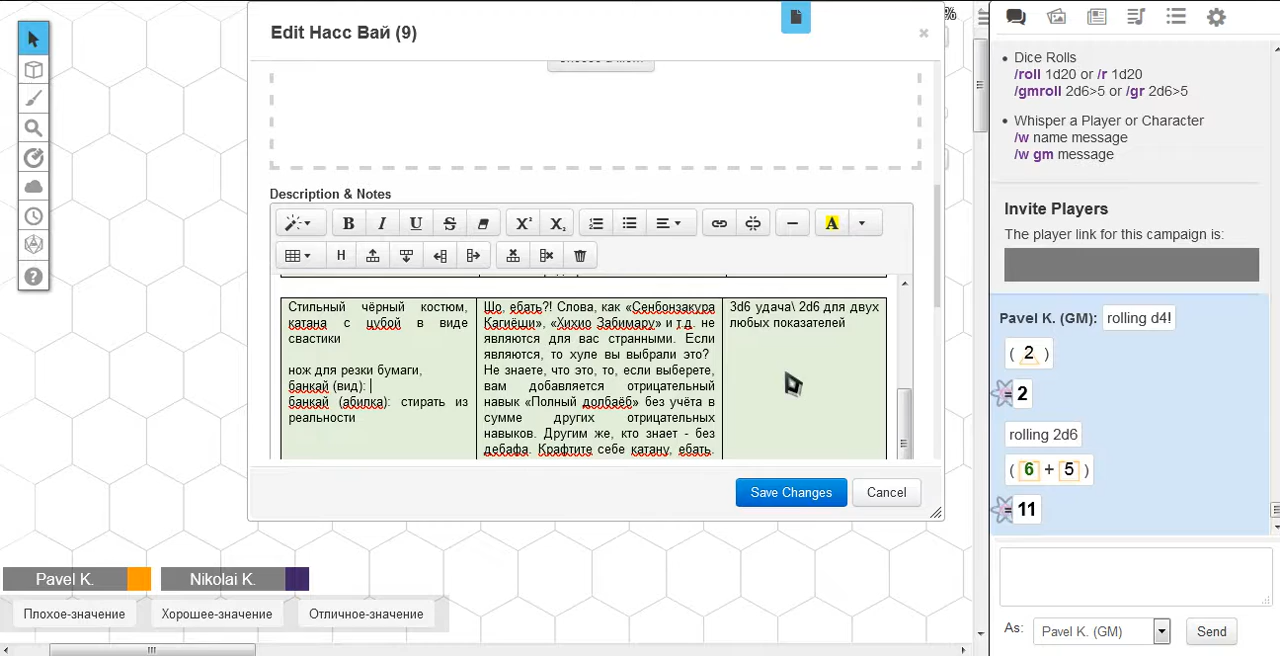 Edit Насс Вай (9)
×
%
Description & Notes
B I U S X² X₂ A
H
Стильный чёрный костюм,
катана с цубой в виде
свастики
нож для резки бумаги,
банкай (вид):
банкай (абилка): стирать из
реальности
Шо, ебать?! Слова, как «Сенбонзакура
Кагиёши», «Хихио Забимару» и т.д. не
являются для вас странными. Если
являются, то хуле вы выбрали это?
Не знаете, что это, то, если выберете,
вам добавляется отрицательный
навык «Полный долбаёб» без учёта в
сумме других отрицательных
навыков. Другим же, кто знает - без
дебафа. Крафтите себе катану, ебать.
3d6 удача\ 2d6 для двух
любых показателей
Save Changes
Cancel
Pavel K.
Nikolai K.
Плохое-значение
Хорошее-значение
Отличное-значение
• Dice Rolls
/roll 1d20 or /r 1d20
/gmroll 2d6>5 or /gr 2d6>5
• Whisper a Player or Character
/w name message
/w gm message
Invite Players
The player link for this campaign is:
Pavel K. (GM): rolling d4!
( 2 )
= 2
rolling 2d6
( 6 + 5 )
= 11
As: Pavel K. (GM) Send